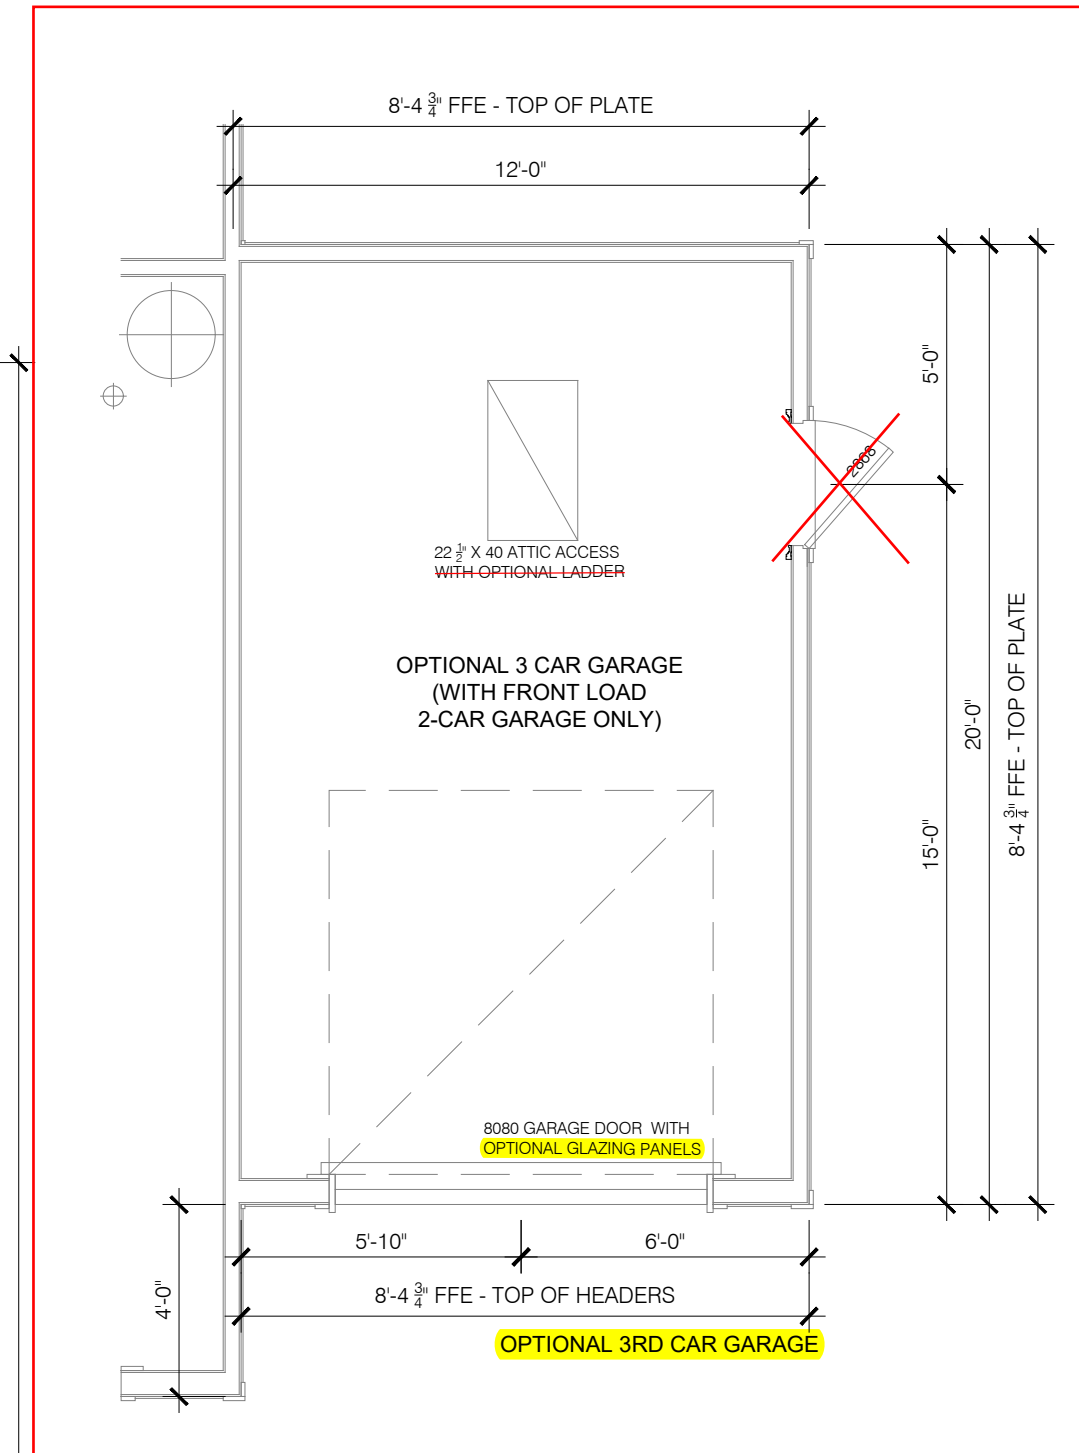 8'-4 3/4" FFE - TOP OF PLATE
12'-0"
5'-0"
2868
22 1/2" X 40 ATTIC ACCESS
WITH OPTIONAL LADDER
8'-4 3/4" FFE - TOP OF PLATE
OPTIONAL 3 CAR GARAGE
(WITH FRONT LOAD
2-CAR GARAGE ONLY)
20'-0"
15'-0"
8080 GARAGE DOOR WITH
OPTIONAL GLAZING PANELS
5'-10"
6'-0"
4'-0"
8'-4 3/4" FFE - TOP OF HEADERS
OPTIONAL 3RD CAR GARAGE